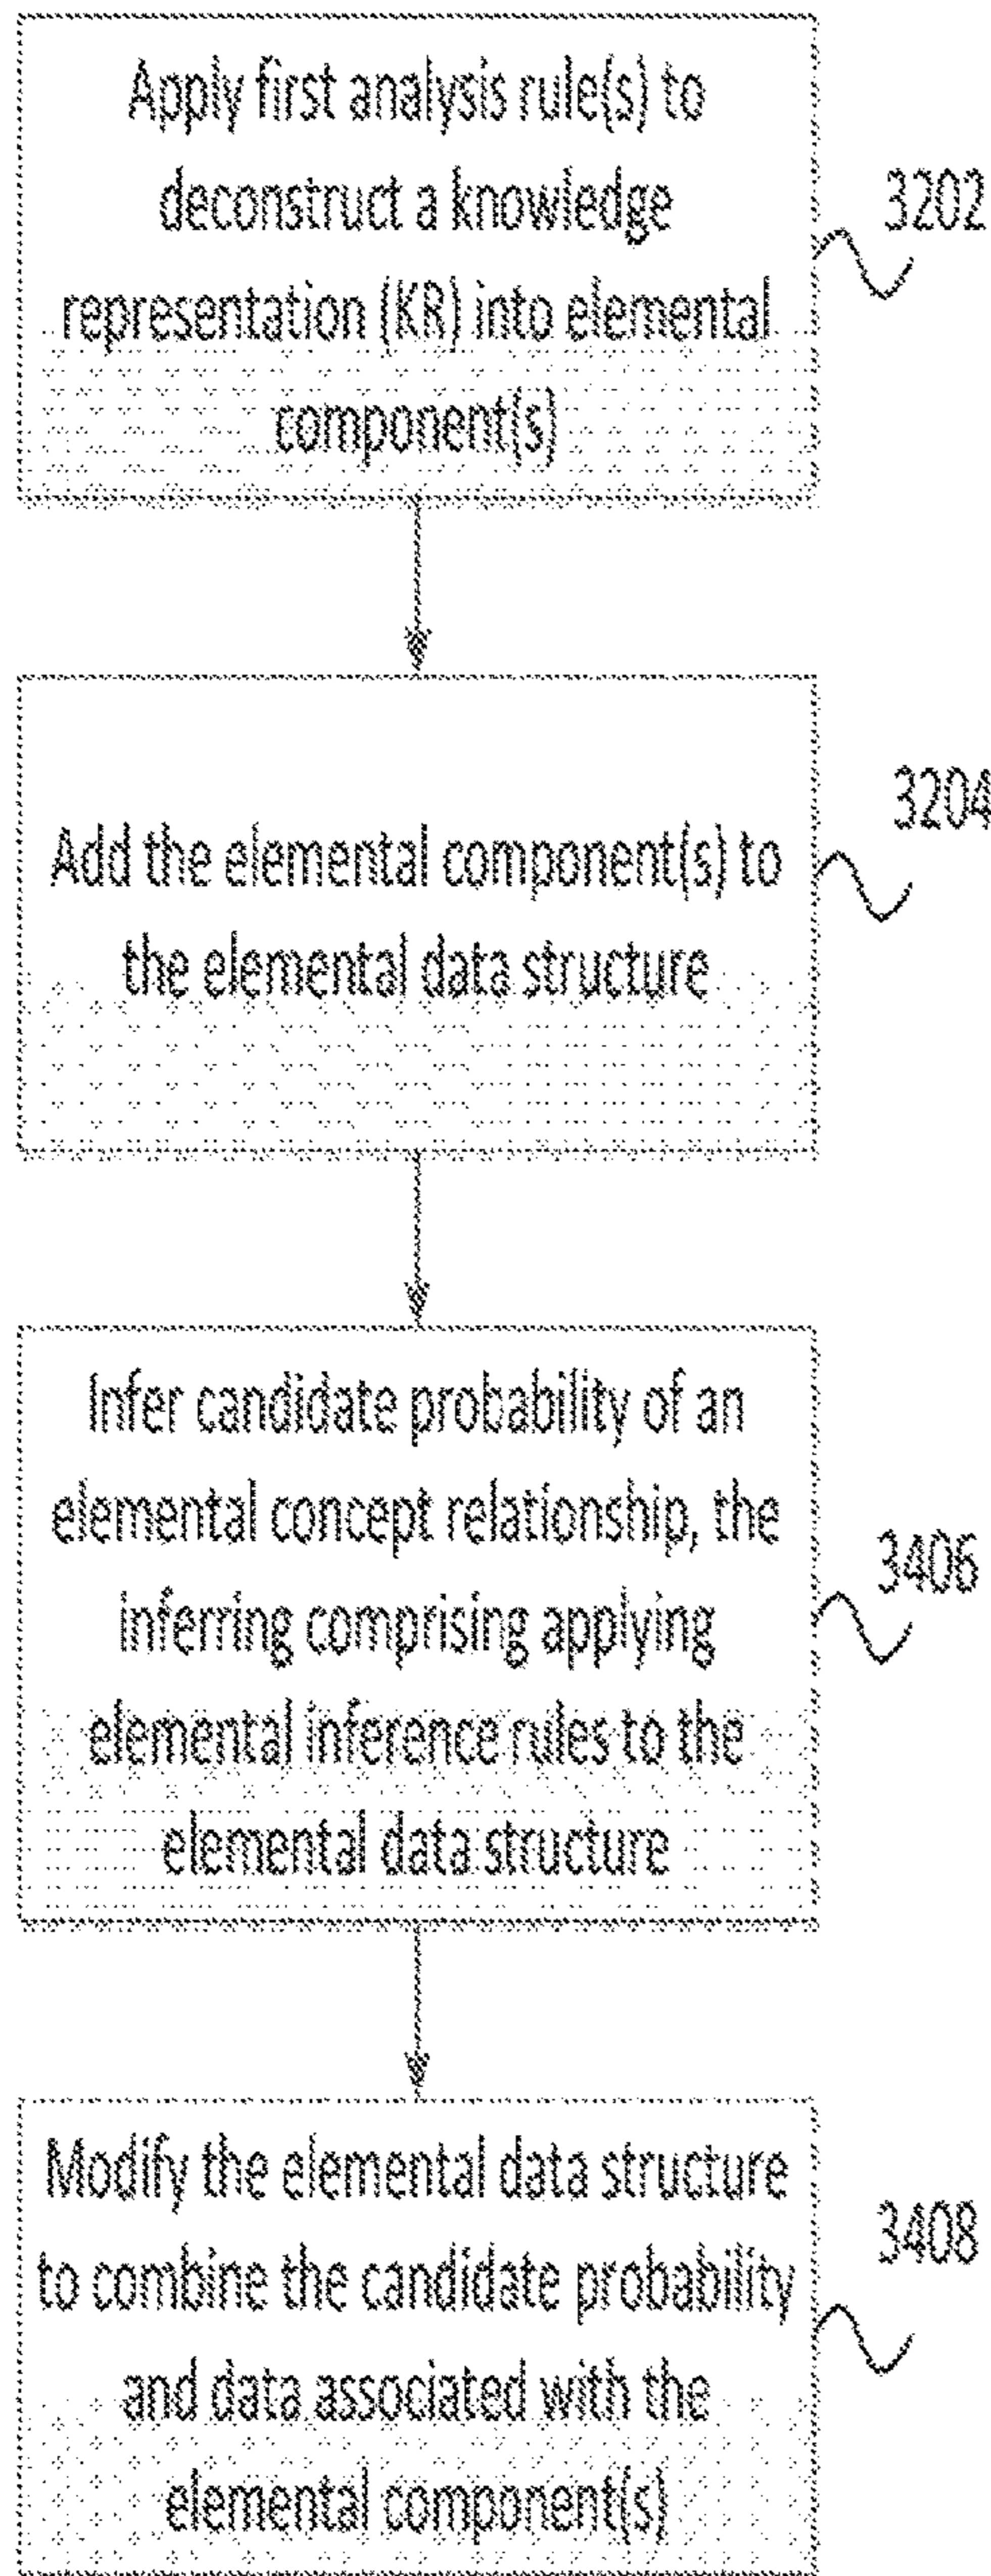 Apply first analysis rule(s) to
deconstruct a knowledge
representation (KR) into elemental
component(s)
3202
Add the elemental component(s) to
the elemental data structure
3204
Infer candidate probability of an
elemental concept relationship, the
inferring comprising applying
elemental inference rules to the
elemental data structure
3406
Modify the elemental data structure
to combine the candidate probability
and data associated with the
elemental component(s)
3408